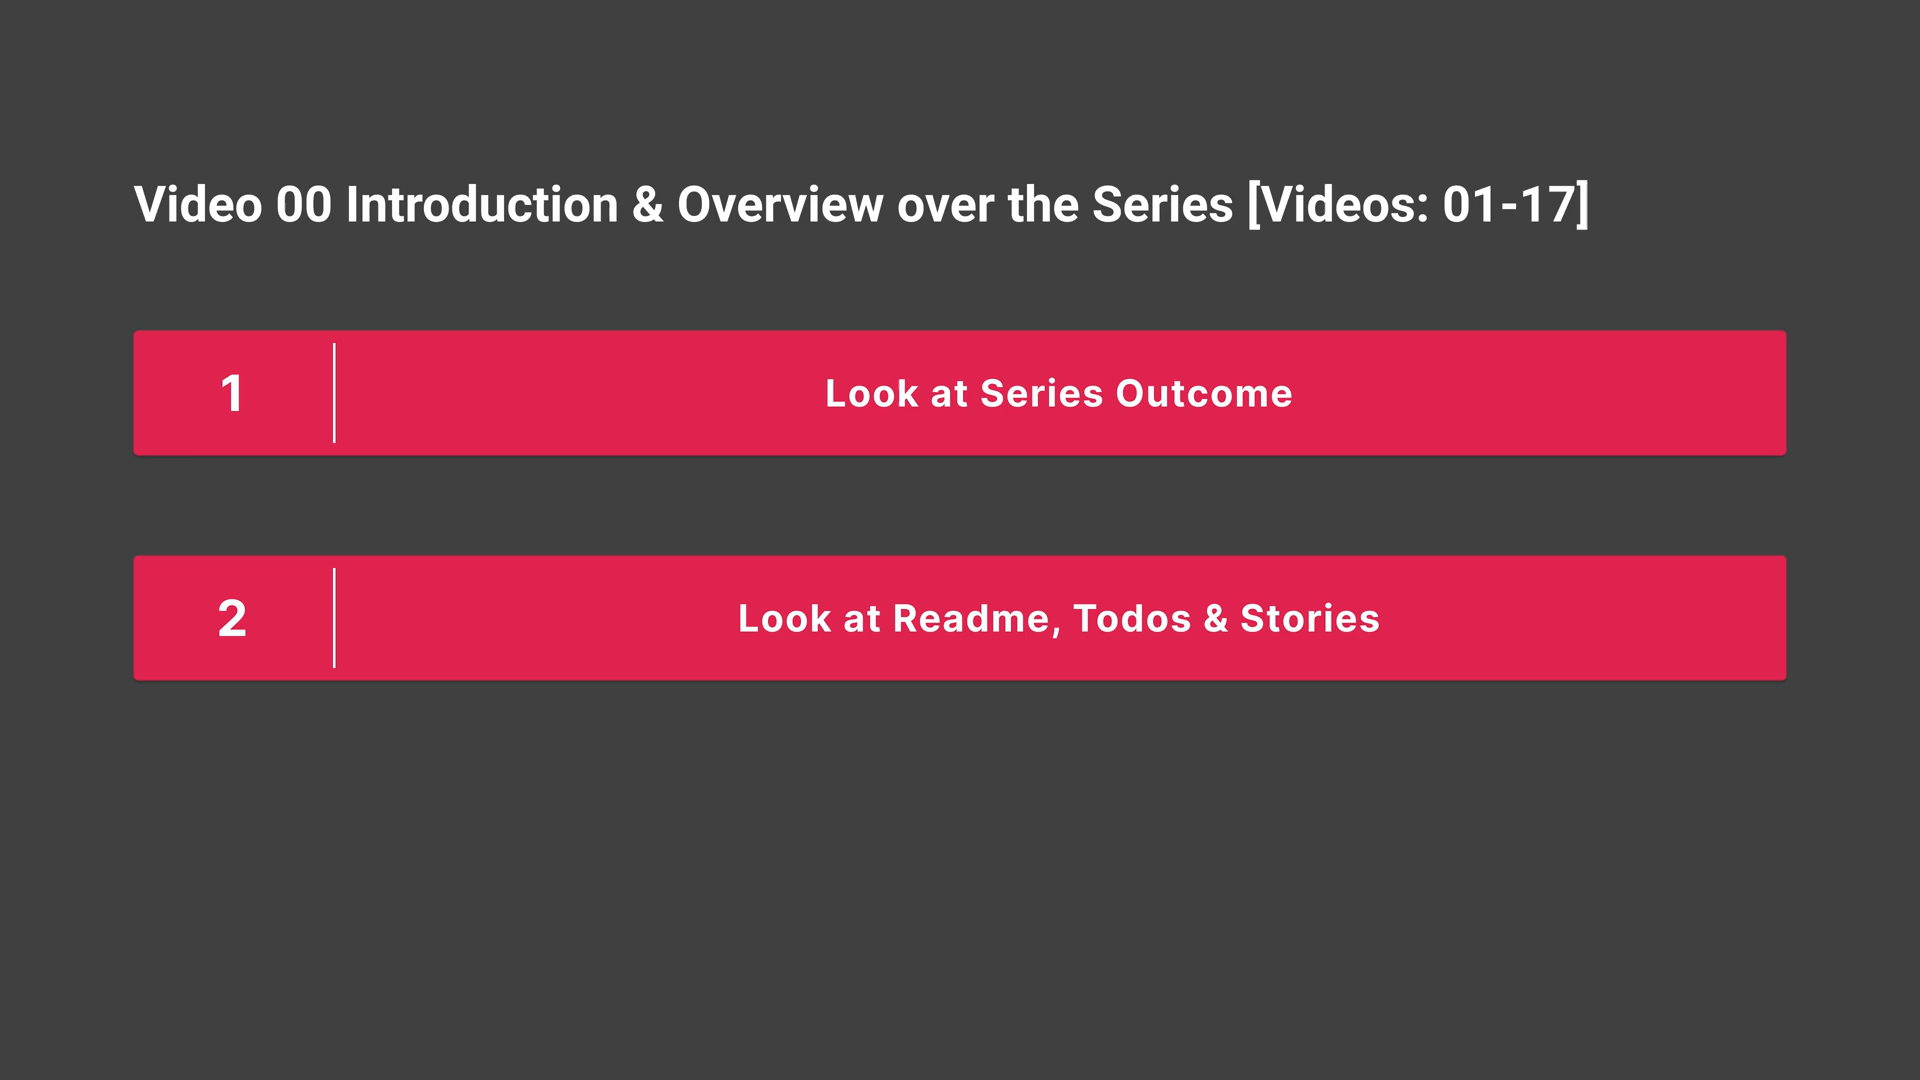 Video 00 Introduction & Overview over the Series [Videos: 01-17]
1
Look at Series Outcome
2
Look at Readme, Todos & Stories